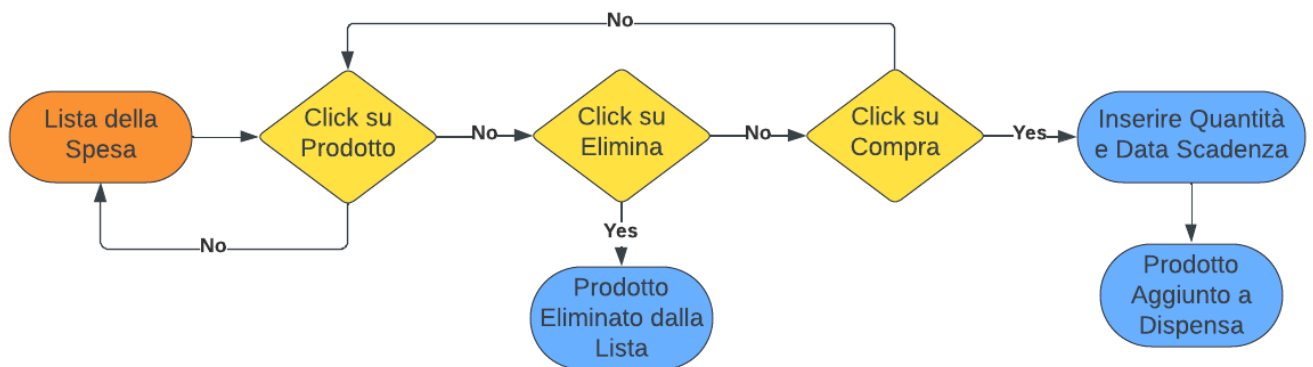 No
Lista della
Spesa
Click su
Prodotto
No
Click su
Elimina
No
Click su
Compra
Yes
Inserire Quantità
e Data Scadenza
No
Yes
Prodotto
Eliminato dalla
Lista
Prodotto
Aggiunto a
Dispensa